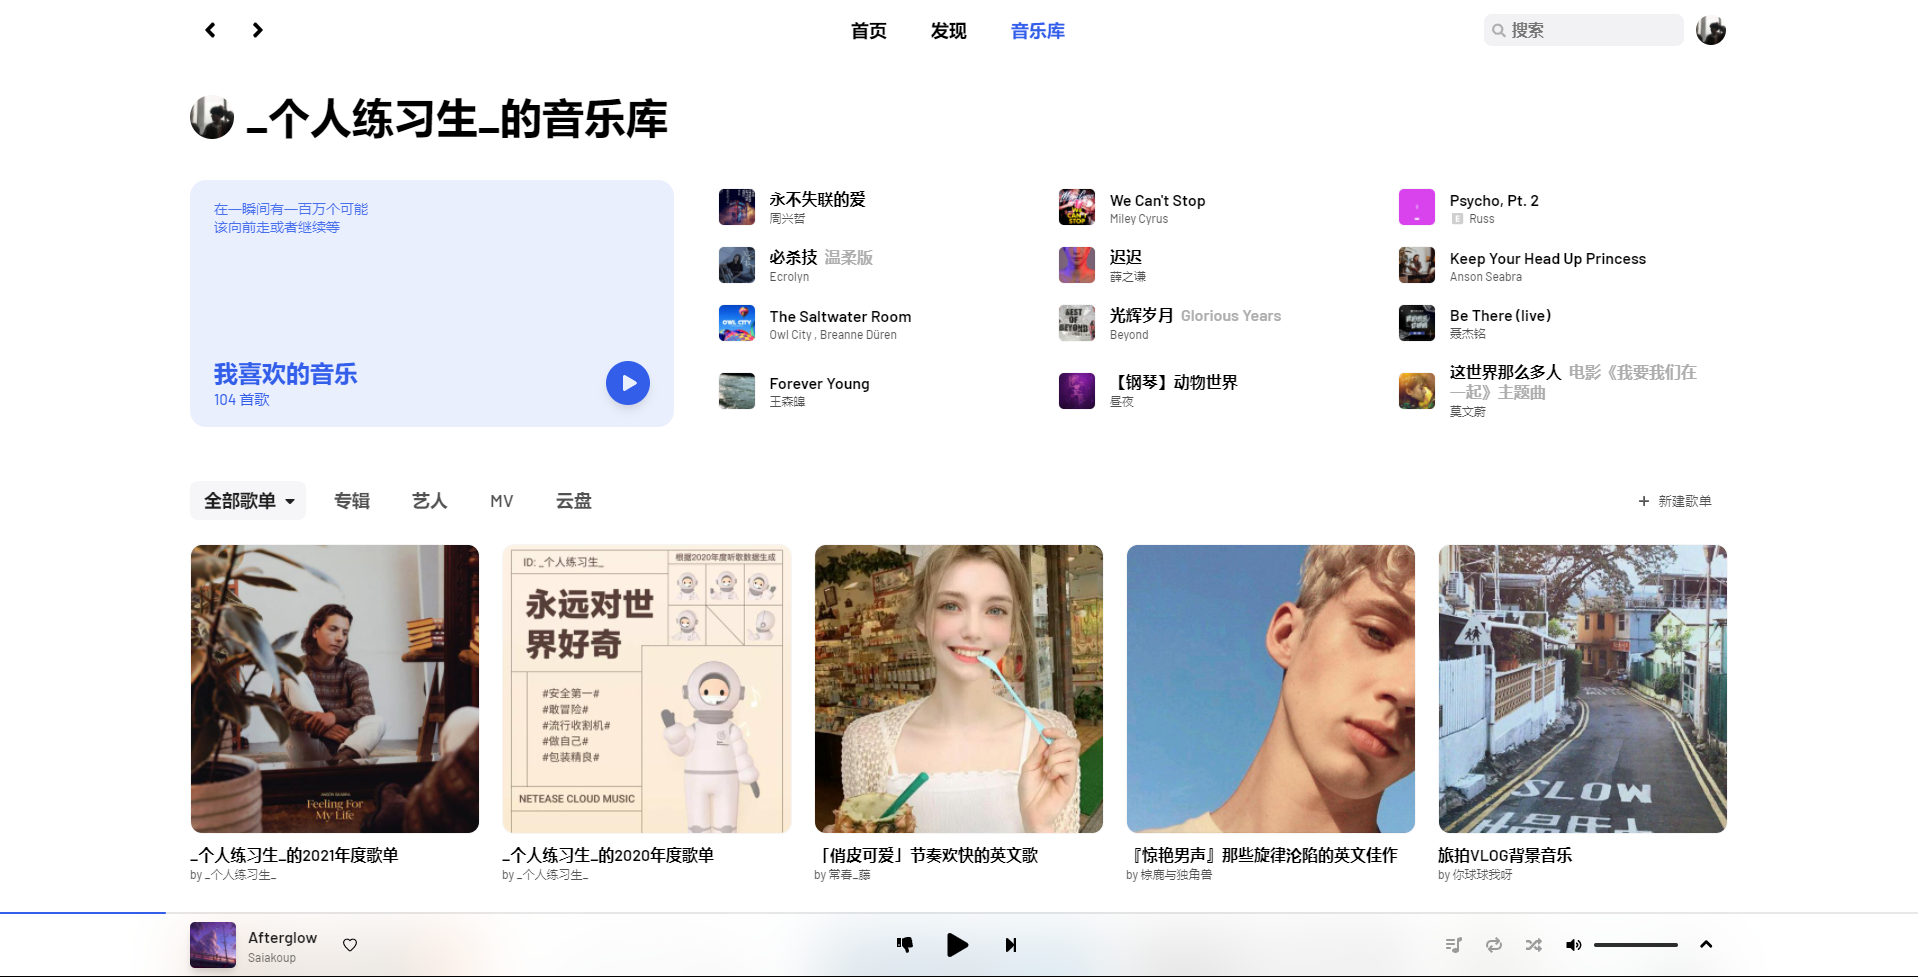 首页 发现 音乐库 搜索
_个人练习生_的音乐库
在一瞬间有一百万个可能
该向前走或者继续等
我喜欢的音乐
104 首歌
永不失联的爱
周兴哲
We Can't Stop
Miley Cyrus
Psycho, Pt. 2
E Russ
必杀技 温柔版
Ecrolyn
迟迟
薛之谦
Keep Your Head Up Princess
Anson Seabra
The Saltwater Room
Owl City , Breanne Düren
光辉岁月 Glorious Years
Beyond
Be There (live)
聂杰铭
Forever Young
王森皞
【钢琴】动物世界
昼夜
这世界那么多人 电影《我要我们在
一起》主题曲
莫文蔚
全部歌单 专辑 艺人 MV 云盘 新建歌单
ANSON SEABRA
Feeling For
My Life
ID: _个人练习生_
根据2020年度听歌数据生成
永远对世
界好奇
#安全第一#
#敢冒险#
#流行收割机#
#做自己#
#包装精良#
NETEASE CLOUD MUSIC
SLOW
_个人练习生_的2021年度歌单
by _个人练习生_
_个人练习生_的2020年度歌单
by _个人练习生_
「俏皮可爱」节奏欢快的英文歌
by 常春_藤
『惊艳男声』那些旋律沦陷的英文佳作
by 棕鹿与独角兽
旅拍VLOG背景音乐
by 你球球我呀
Afterglow
Saiakoup